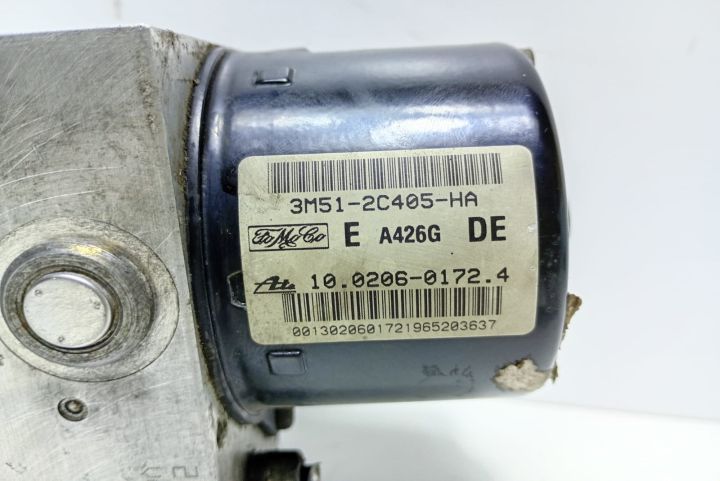 3M51-2C405-HA
FoMoCo E A426G DE
Ate 10.0206-0172.4
0013020601721965203637